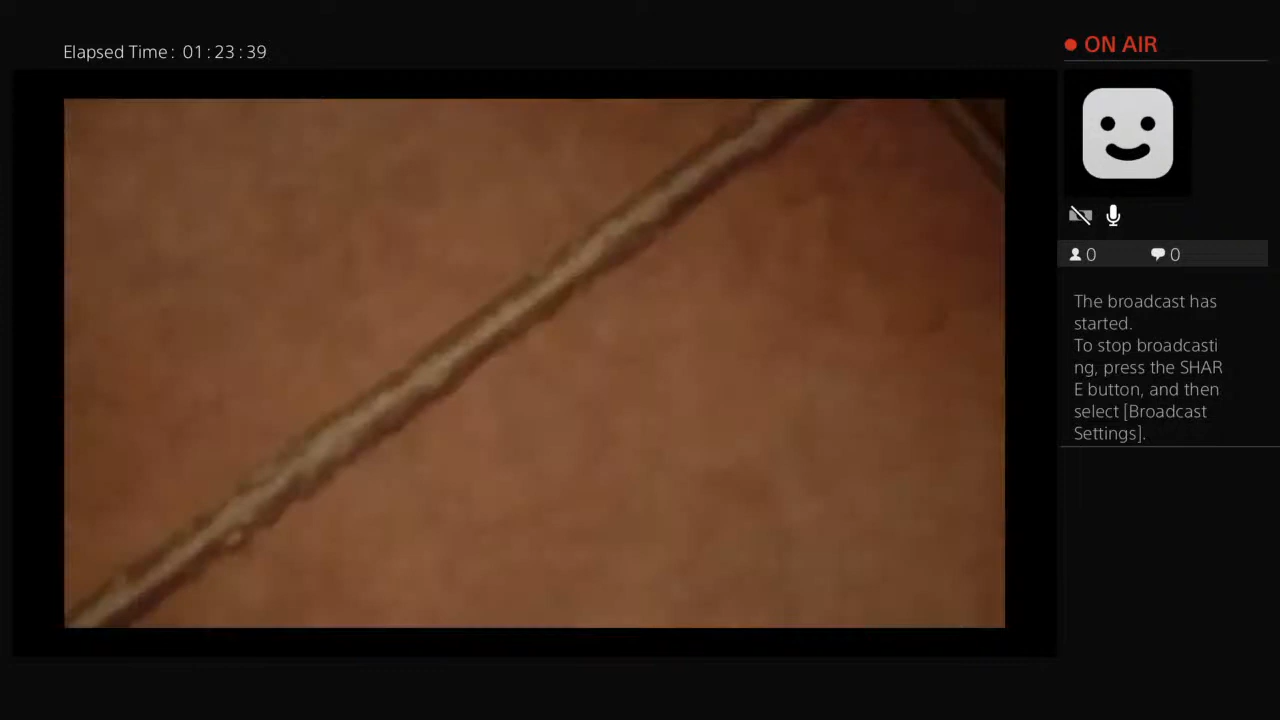 Elapsed Time: 01:23:39
ON AIR
0 0
The broadcast has
started.
To stop broadcasti
ng, press the SHAR
E button, and then
select [Broadcast
Settings].